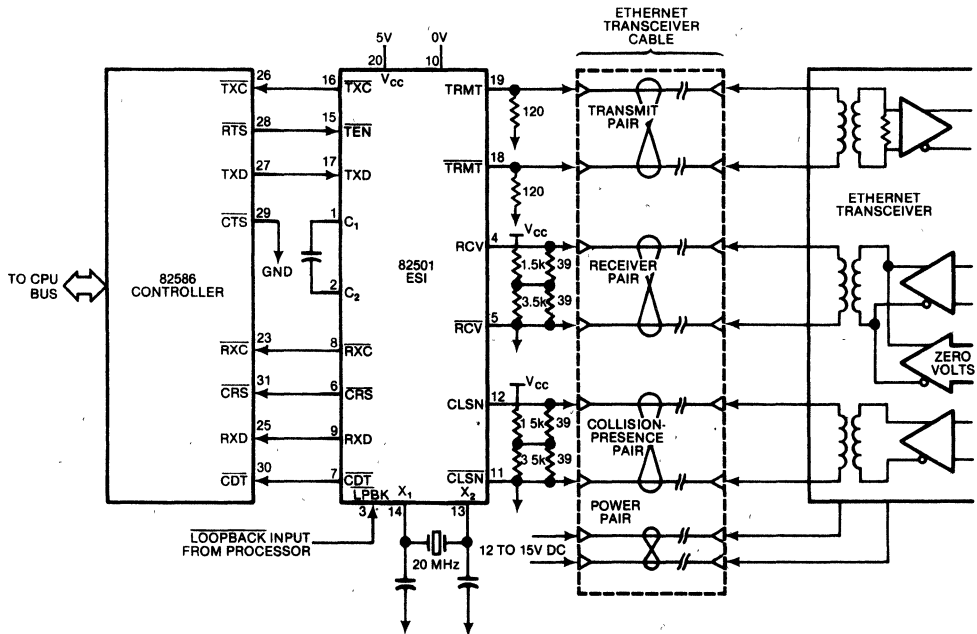 ETHERNET
TRANSCEIVER
CABLE
5V
0V
20
10
VCC
26
TXC
16
TXC
TRMT
19
TRANSMIT
PAIR
120
28
RTS
15
TEN
27
TXD
17
TXD
TRMT
18
120
ETHERNET
TRANSCEIVER
29
CTS
GND
1
C1
2
C2
TO CPU
BUS
82586
CONTROLLER
82501
ESI
VCC
RCV
4
1.5k
39
3.5k
39
RECEIVER
PAIR
RCV
5
ZERO
VOLTS
23
RXC
8
RXC
31
CRS
6
CRS
25
RXD
9
RXD
30
CDT
7
CDT
VCC
CLSN
12
1 5k
39
3 5k
39
COLLISION-
PRESENCE PAIR
CLSN
11
LPBK
X1
X2
3
14
13
POWER
PAIR
LOOPBACK INPUT
FROM PROCESSOR
20 MHz
12 TO 15V DC